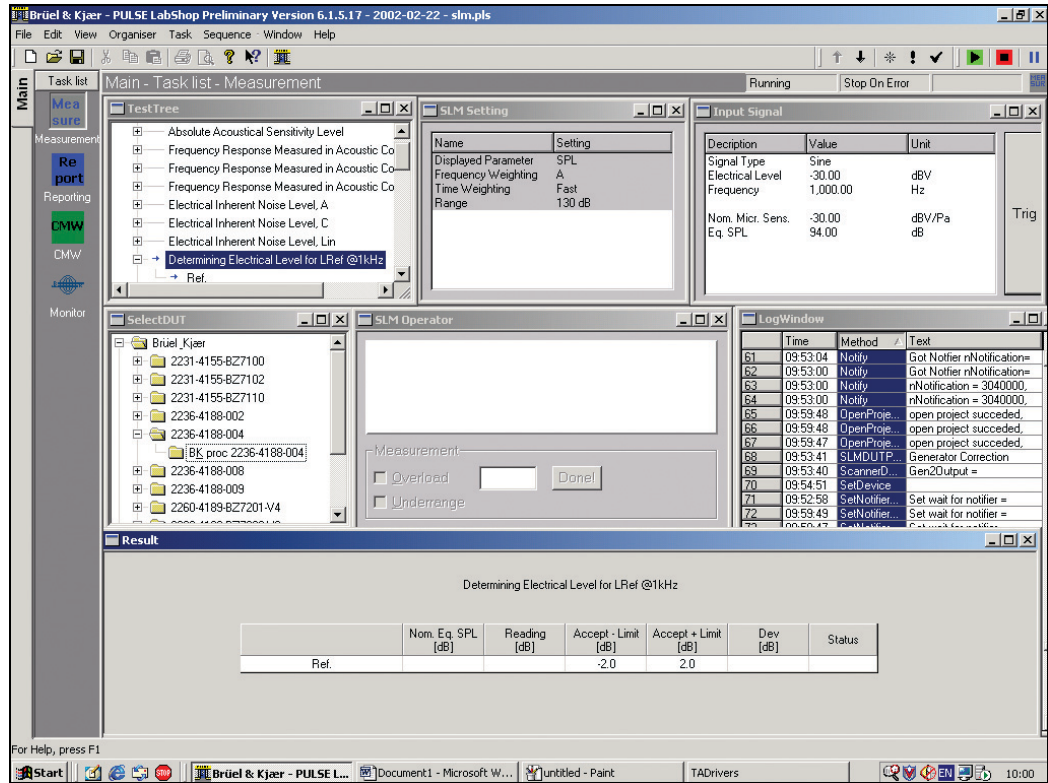 Brüel & Kjær - PULSE LabShop Preliminary Version 6.1.5.17 - 2002-02-22 - slm.pls
File Edit View Organiser Task Sequence Window Help
Main
Task list
Main - Task list - Measurement
Running
Stop On Error
Mea
sure
Measurement
Re
port
Reporting
CMW
CMW
Monitor
TestTree
Absolute Acoustical Sensitivity Level
Frequency Response Measured in Acoustic Co
Frequency Response Measured in Acoustic Co
Frequency Response Measured in Acoustic Co
Electrical Inherent Noise Level, A
Electrical Inherent Noise Level, C
Electrical Inherent Noise Level, Lin
Determining Electrical Level for LRef @1kHz
Ref.
SLM Setting
Name Setting
Displayed Parameter SPL
Frequency Weighting A
Time Weighting Fast
Range 130 dB
Input Signal
Decription Value Unit
Signal Type Sine
Electrical Level -30.00 dBV
Frequency 1,000.00 Hz
Nom. Micr. Sens. -30.00 dBV/Pa
Eq. SPL 94.00 dB
Trig
SelectDUT
Brüel_Kjær
2231-4155-BZ7100
2231-4155-BZ7102
2231-4155-BZ7110
2236-4188-002
2236-4188-004
BK proc 2236-4188-004
2236-4188-008
2236-4188-009
2260-4189-BZ7201-V4
SLM Operator
Measurement
Overload
Done!
Underrange
LogWindow
Time Method Text
61 09:53:04 Notify Got Notfier nNotification=
62 09:53:00 Notify Got Notfier nNotification=
63 09:53:00 Notify nNotification = 3040000,
64 09:53:00 Notify nNotification = 3040000,
65 09:59:48 OpenProje... open project succeded,
66 09:59:48 OpenProje... open project succeded,
67 09:59:47 OpenProje... open project succeded,
68 09:53:41 SLMDUTP... Generator Correction
69 09:53:40 ScannerD... Gen2Output =
70 09:54:51 SetDevice
71 09:52:58 SetNotifier... Set wait for notifier =
72 09:59:49 SetNotifier... Set wait for notifier =
Result
Determining Electrical Level for LRef @1kHz
Nom. Eq. SPL [dB] Reading [dB] Accept - Limit [dB] Accept + Limit [dB] Dev [dB] Status
Ref. -2.0 2.0
For Help, press F1
Start Brüel & Kjær - PULSE L... Document1 - Microsoft W... untitled - Paint TADrivers EN 10:00